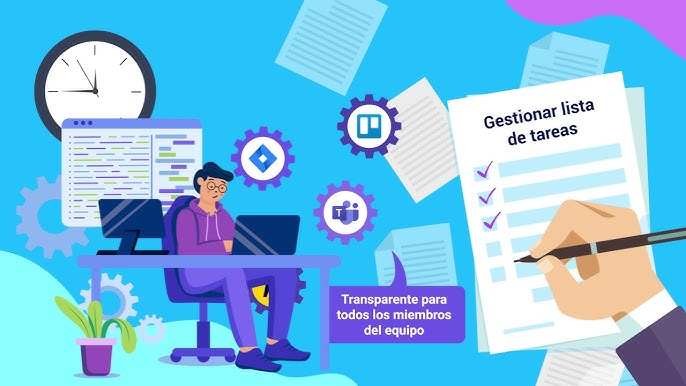 Gestionar lista
de tareas
Transparente para
todos los miembros
del equipo